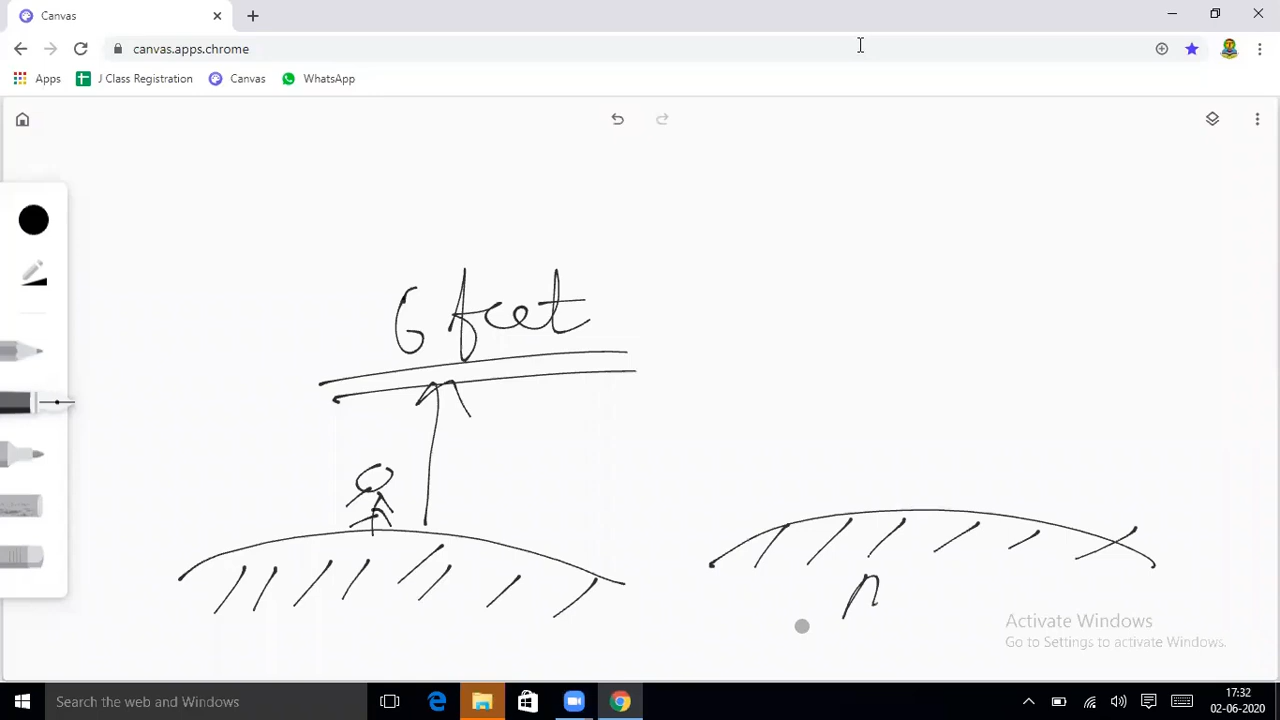 Canvas
canvas.apps.chrome
Apps
J Class Registration
Canvas
WhatsApp
6 feet
n
Activate Windows
Go to Settings to activate Windows.
Search the web and Windows
17:32
02-06-2020